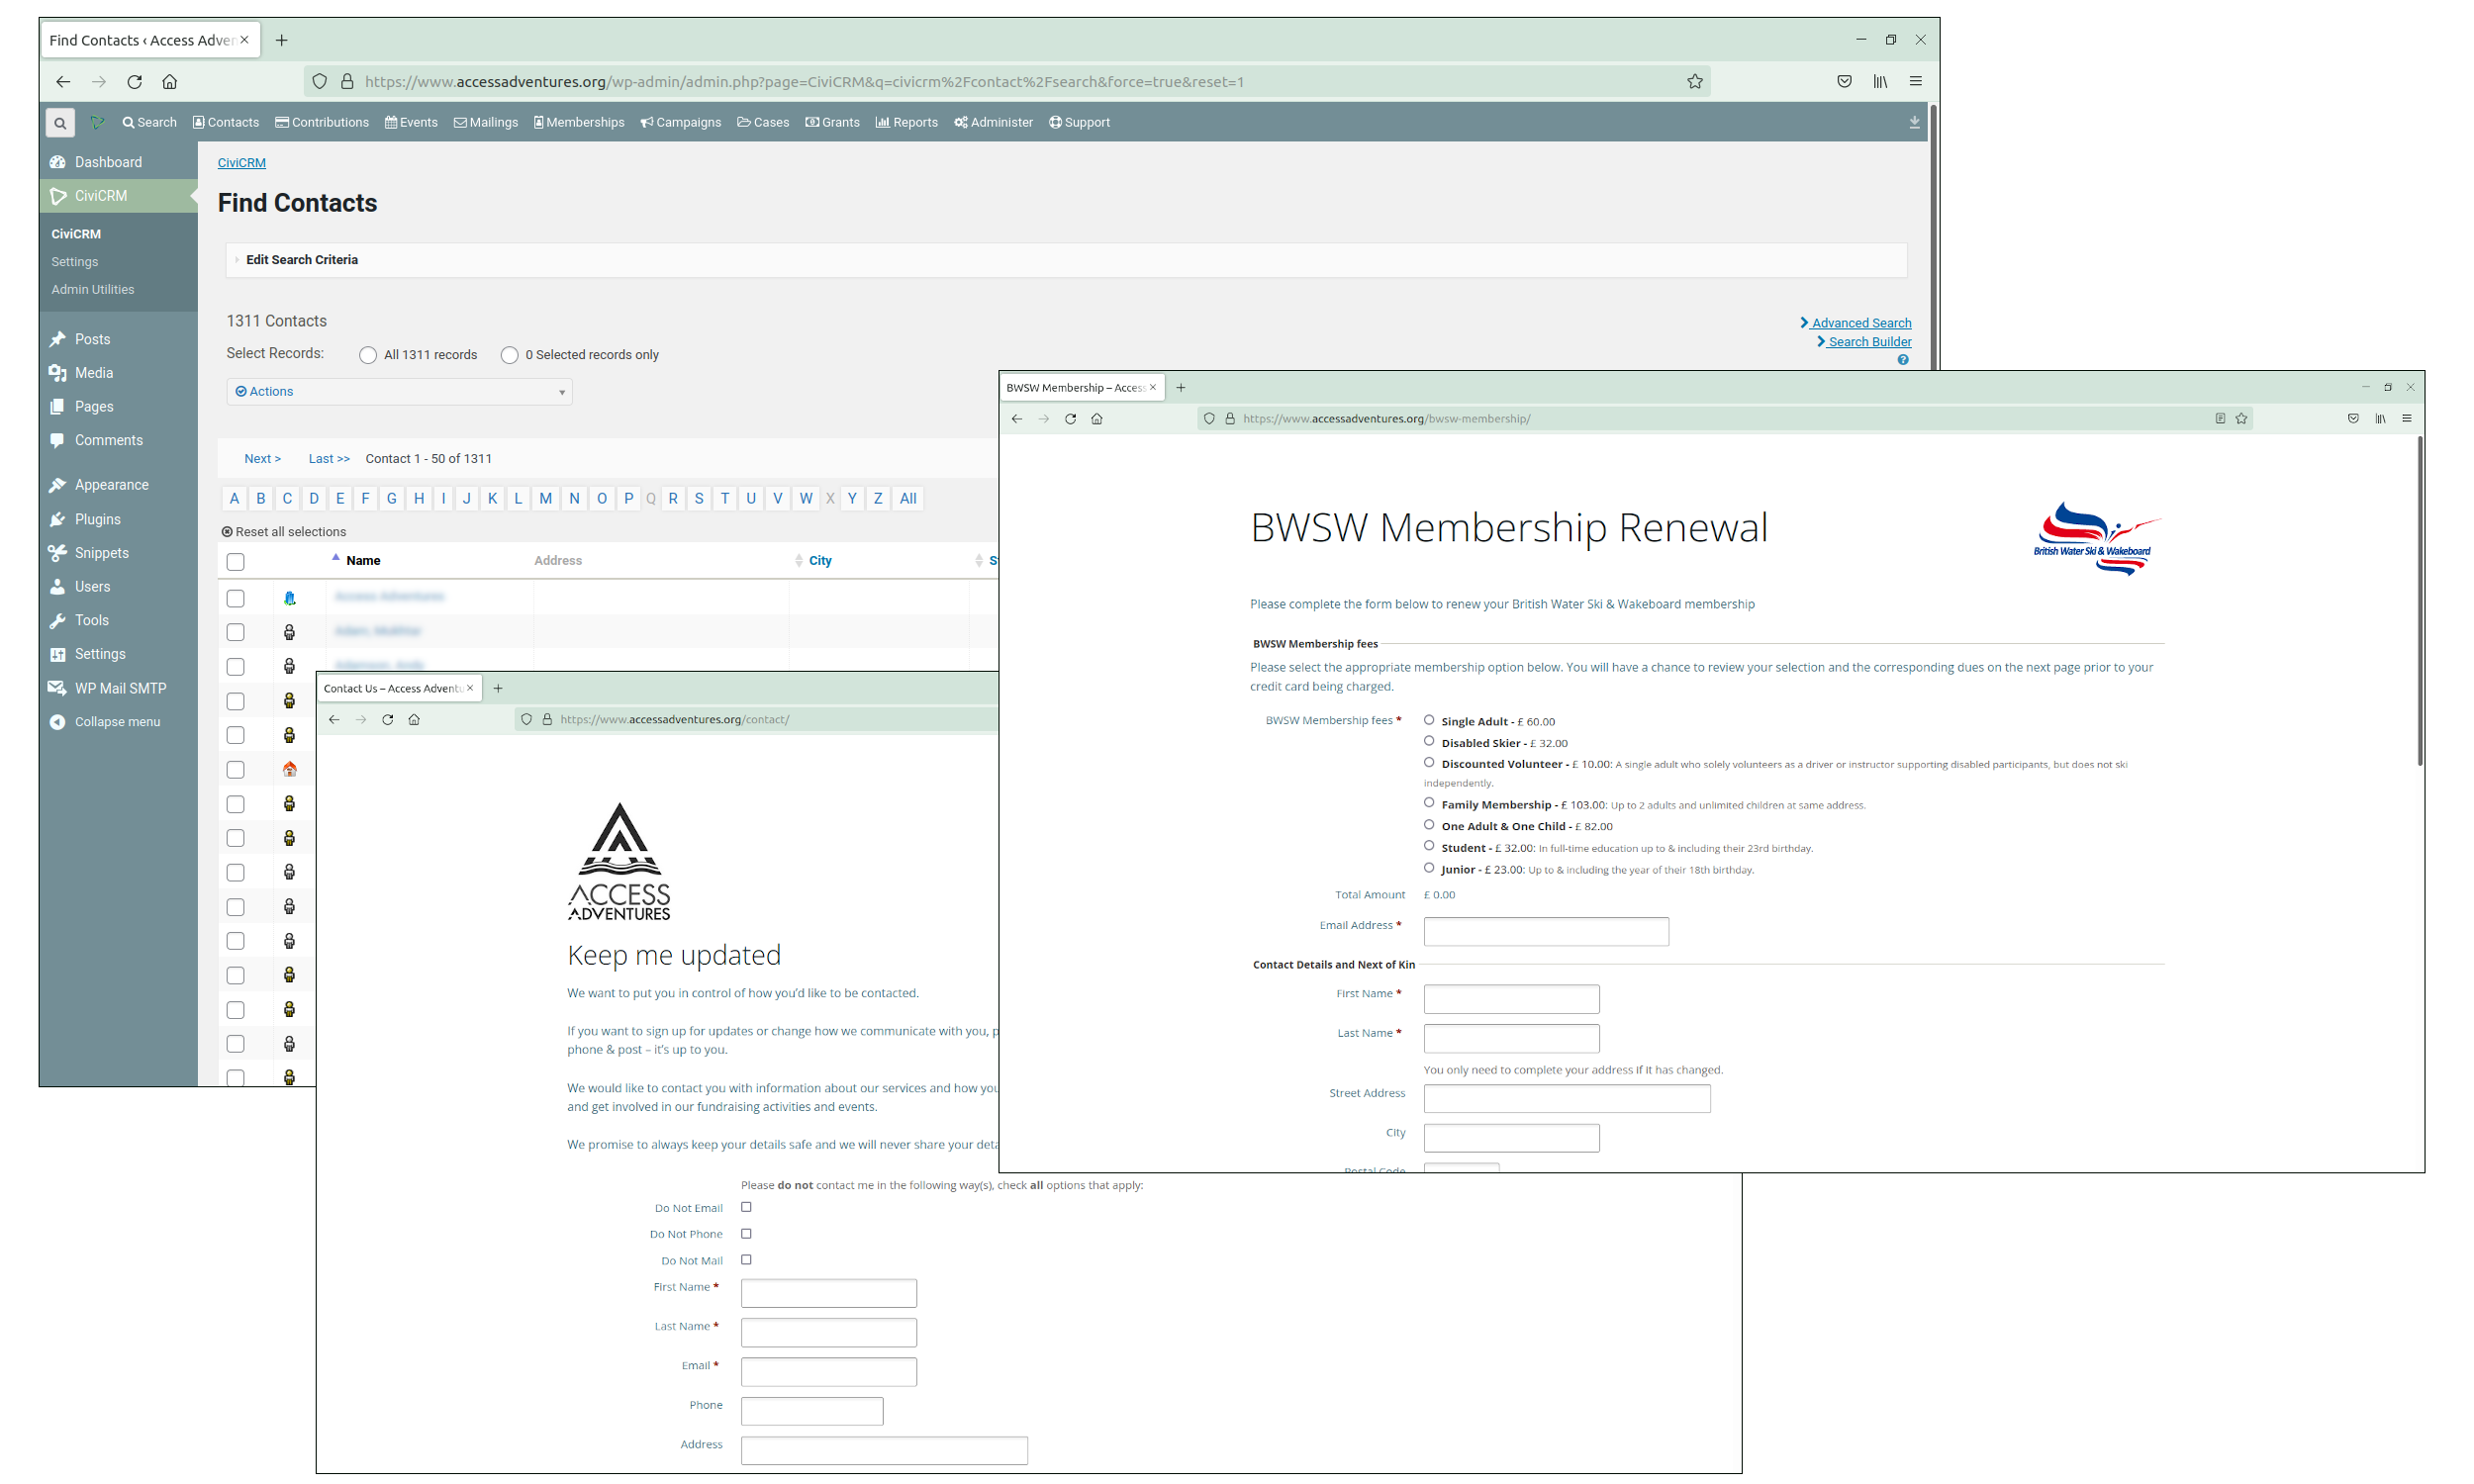 Find Contacts ‹ Access Adver
https://www.accessadventures.org/wp-admin/admin.php?page=CiviCRM&q=civicrm%2Fcontact%2Fsearch&force=true&reset=1
Search Contacts Contributions Events Mailings Memberships Campaigns Cases Grants Reports Administer Support
Dashboard
CiviCRM
CiviCRM
Settings
Admin Utilities
Posts
Media
Pages
Comments
Appearance
Plugins
Snippets
Users
Tools
Settings
WP Mail SMTP
Collapse menu
CiviCRM
Find Contacts
Edit Search Criteria
1311 Contacts
Advanced Search
Search Builder
Select Records: All 1311 records 0 Selected records only
Actions
Next > Last >> Contact 1 - 50 of 1311
A B C D E F G H I J K L M N O P Q R S T U V W X Y Z All
Reset all selections
Name Address City S
Contact Us – Access Adventu
https://www.accessadventures.org/contact/
ACCESS
ADVENTURES
Keep me updated
We want to put you in control of how you'd like to be contacted.
If you want to sign up for updates or change how we communicate with you, p
phone & post – it's up to you.
We would like to contact you with information about our services and how you
and get involved in our fundraising activities and events.
We promise to always keep your details safe and we will never share your deta
Please do not contact me in the following way(s), check all options that apply:
Do Not Email
Do Not Phone
Do Not Mail
First Name *
Last Name *
Email *
Phone
Address
BWSW Membership – Access
https://www.accessadventures.org/bwsw-membership/
BWSW Membership Renewal
British Water Ski & Wakeboard
Please complete the form below to renew your British Water Ski & Wakeboard membership
BWSW Membership fees
Please select the appropriate membership option below. You will have a chance to review your selection and the corresponding dues on the next page prior to your
credit card being charged.
BWSW Membership fees * Single Adult - £ 60.00
Disabled Skier - £ 32.00
Discounted Volunteer - £ 10.00: A single adult who solely volunteers as a driver or instructor supporting disabled participants, but does not ski
independently.
Family Membership - £ 103.00: Up to 2 adults and unlimited children at same address.
One Adult & One Child - £ 82.00
Student - £ 32.00: In full-time education up to & including their 23rd birthday.
Junior - £ 23.00: Up to & including the year of their 18th birthday.
Total Amount £ 0.00
Email Address *
Contact Details and Next of Kin
First Name *
Last Name *
You only need to complete your address if it has changed.
Street Address
City
Postal Code